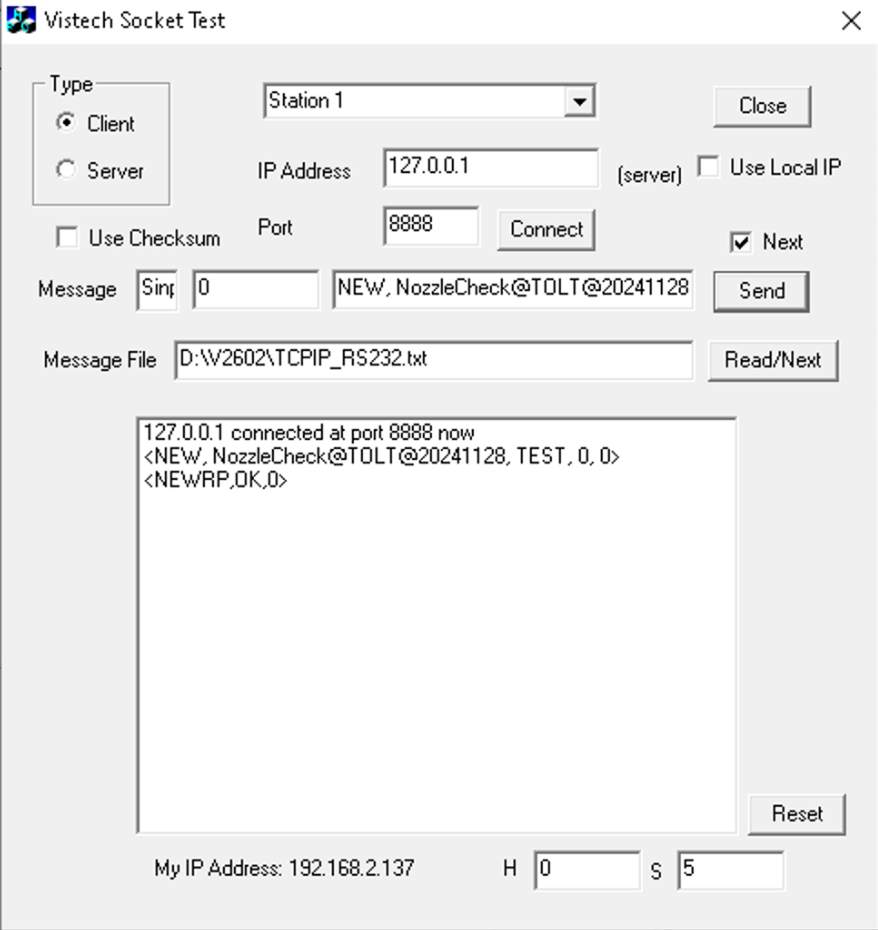 Vistech Socket Test
Type
Client
Server
Station 1
Close
IP Address
127.0.0.1
(server)
Use Local IP
Use Checksum
Port
8888
Connect
Next
Message
0
NEW, NozzleCheck@TOLT@20241128
Send
Message File
D:\V2602\TCPIP_RS232.txt
Read/Next
127.0.0.1 connected at port 8888 now
<NEW, NozzleCheck@TOLT@20241128, TEST, 0, 0>
<NEWRP,OK,0>
Reset
My IP Address: 192.168.2.137
H
0
S
5